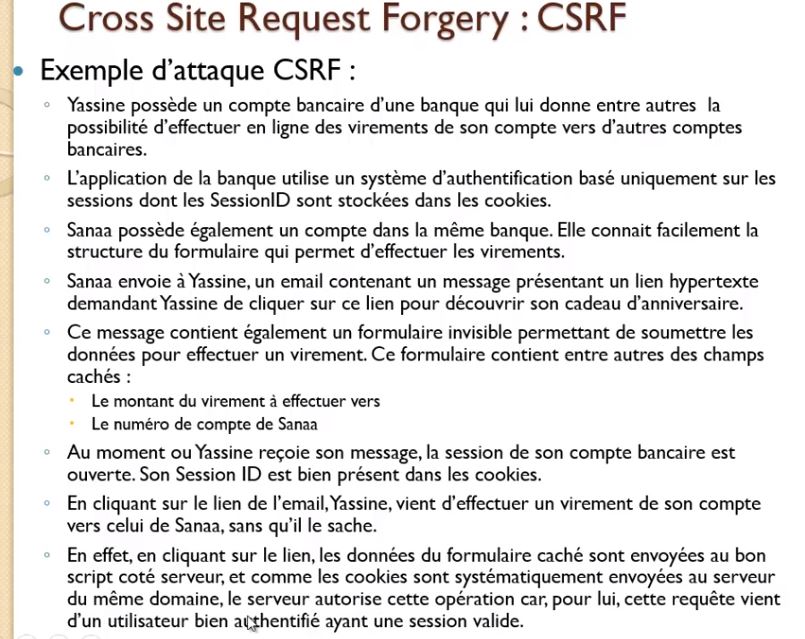 Cross Site Request Forgery : CSRF
Exemple d'attaque CSRF :
Yassine possède un compte bancaire d'une banque qui lui donne entre autres la
possibilité d'effectuer en ligne des virements de son compte vers d'autres comptes
bancaires.
L'application de la banque utilise un système d'authentification basé uniquement sur les
sessions dont les SessionID sont stockées dans les cookies.
Sanaa possède également un compte dans la même banque. Elle connait facilement la
structure du formulaire qui permet d'effectuer les virements.
Sanaa envoie à Yassine, un email contenant un message présentant un lien hypertexte
demandant Yassine de cliquer sur ce lien pour découvrir son cadeau d'anniversaire.
Ce message contient également un formulaire invisible permettant de soumettre les
données pour effectuer un virement. Ce formulaire contient entre autres des champs
cachés :
Le montant du virement à effectuer vers
Le numéro de compte de Sanaa
Au moment ou Yassine reçoie son message, la session de son compte bancaire est
ouverte. Son Session ID est bien présent dans les cookies.
En cliquant sur le lien de l'email, Yassine, vient d'effectuer un virement de son compte
vers celui de Sanaa, sans qu'il le sache.
En effet, en cliquant sur le lien, les données du formulaire caché sont envoyées au bon
script coté serveur, et comme les cookies sont systématiquement envoyées au serveur
du même domaine, le serveur autorise cette opération car, pour lui, cette requête vient
d'un utilisateur bien authentifié ayant une session valide.